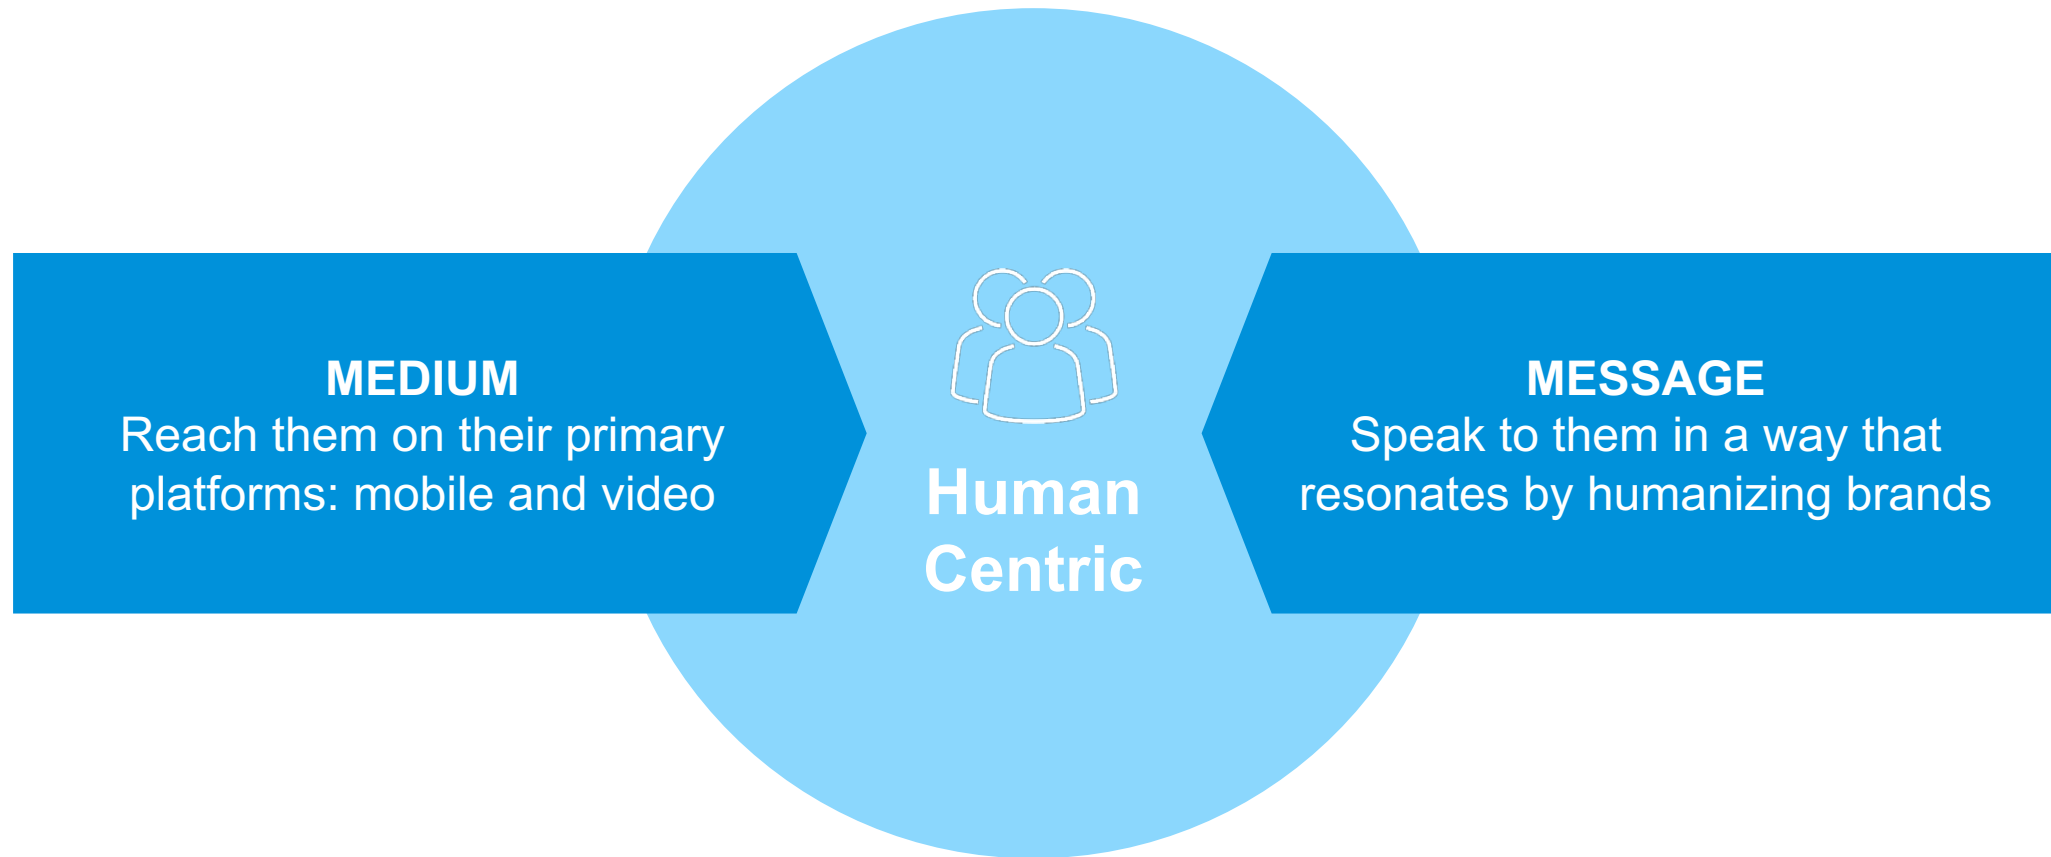 MEDIUM
Reach them on their primary
platforms: mobile and video
Human
Centric
MESSAGE
Speak to them in a way that
resonates by humanizing brands